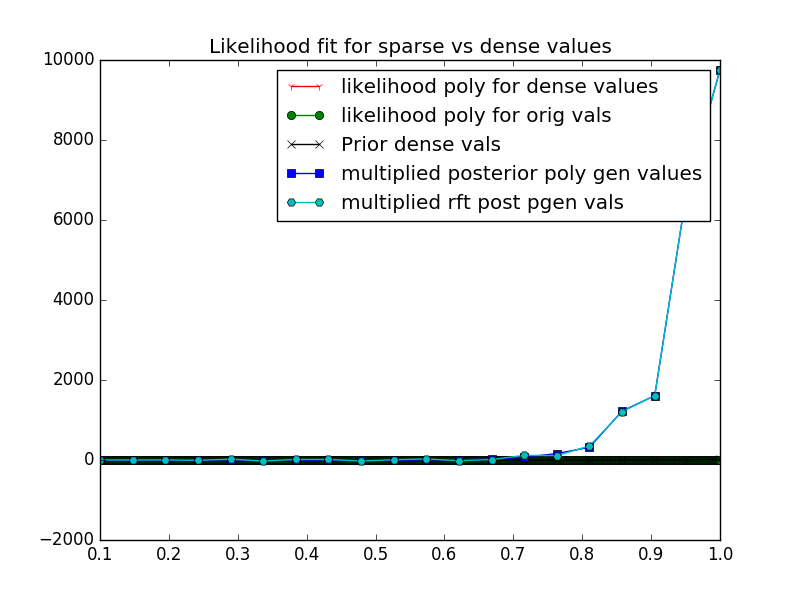 Likelihood fit for sparse vs dense values
10000
8000
6000
4000
2000
0
−2000
likelihood poly for dense values
likelihood poly for orig vals
Prior dense vals
multiplied posterior poly gen values
multiplied rft post pgen vals
0.1 0.2 0.3 0.4 0.5 0.6 0.7 0.8 0.9 1.0